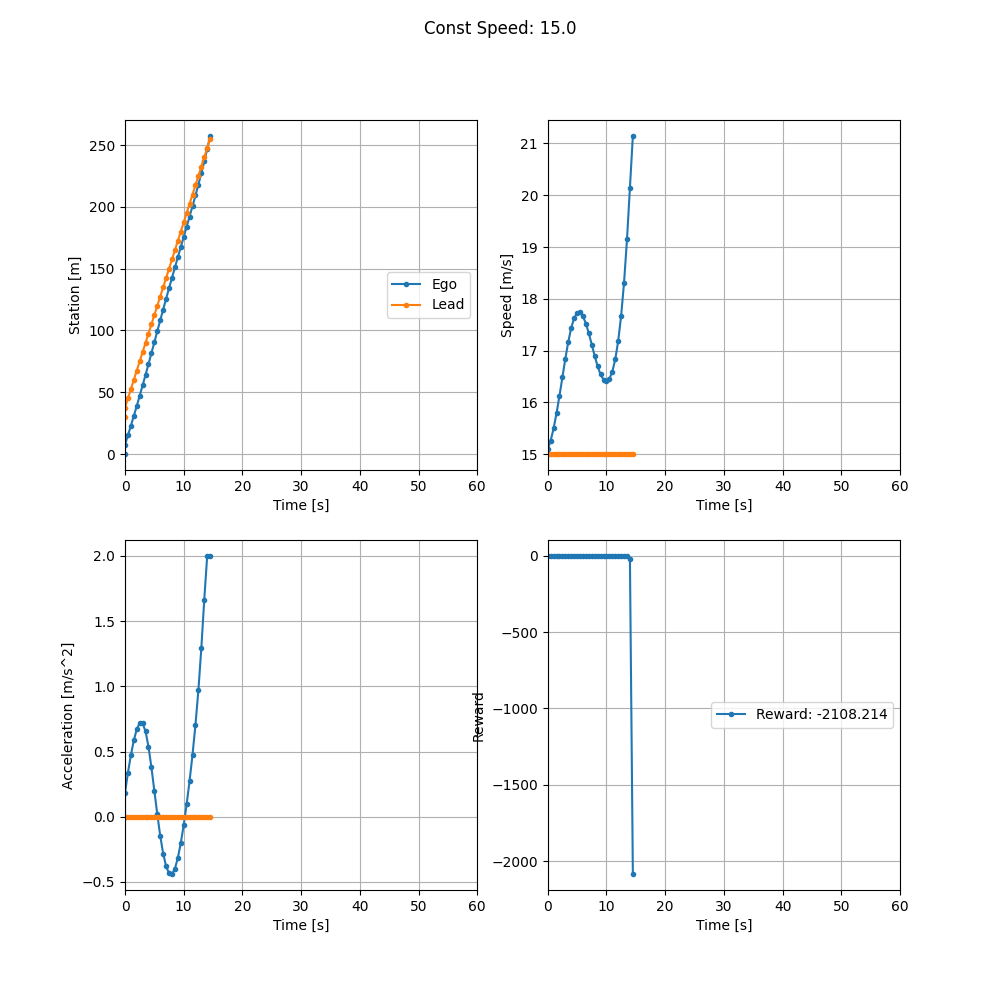 Const Speed: 15.0
250
200
150
100
50
0
Station [m]
0 10 20 30 40 50 60
Time [s]
Ego
Lead
21
20
19
18
17
16
15
Speed [m/s]
0 10 20 30 40 50 60
Time [s]
2.0
1.5
1.0
0.5
0.0
−0.5
Acceleration [m/s^2]
0 10 20 30 40 50 60
Time [s]
0
−500
−1000
−1500
−2000
Reward
Reward: -2108.214
0 10 20 30 40 50 60
Time [s]